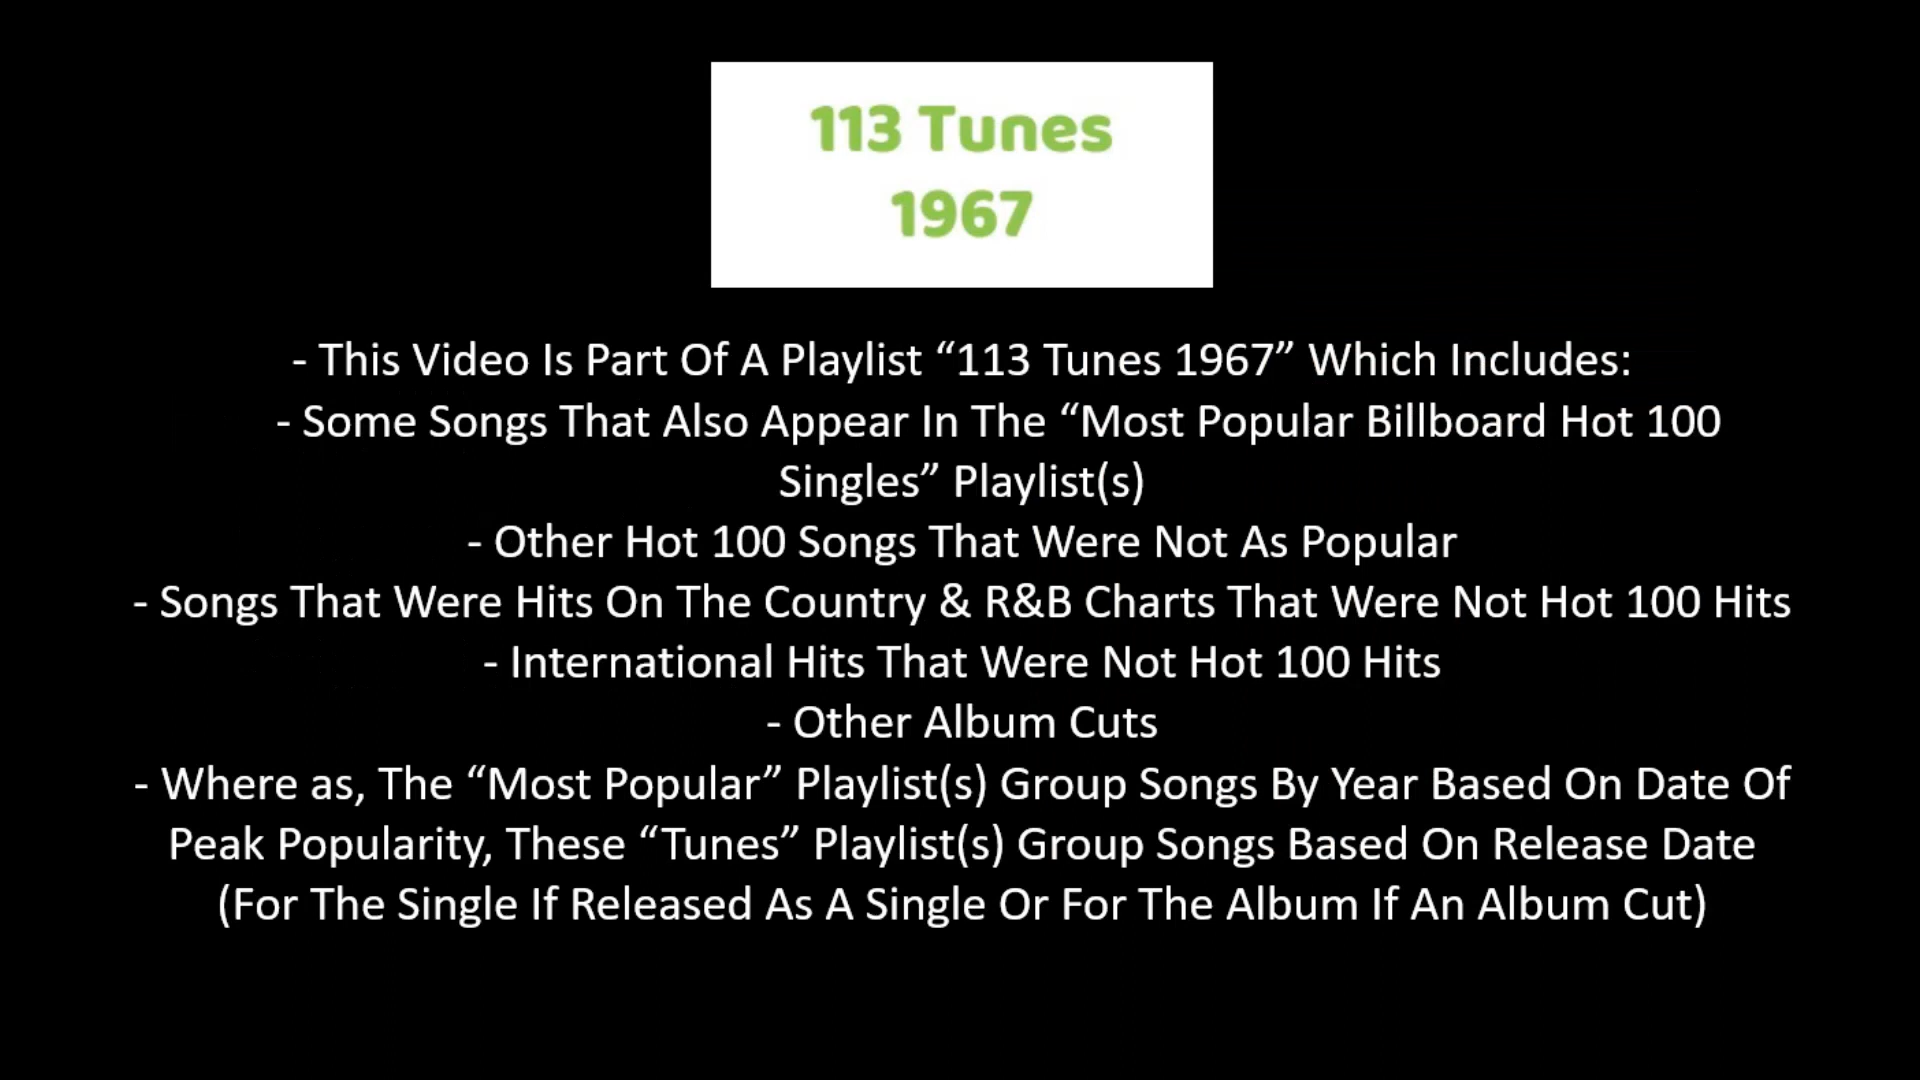 113 Tunes
1967
- This Video Is Part Of A Playlist “113 Tunes 1967” Which Includes:
- Some Songs That Also Appear In The “Most Popular Billboard Hot 100
Singles” Playlist(s)
- Other Hot 100 Songs That Were Not As Popular
- Songs That Were Hits On The Country & R&B Charts That Were Not Hot 100 Hits
- International Hits That Were Not Hot 100 Hits
- Other Album Cuts
- Where as, The “Most Popular” Playlist(s) Group Songs By Year Based On Date Of
Peak Popularity, These “Tunes” Playlist(s) Group Songs Based On Release Date
(For The Single If Released As A Single Or For The Album If An Album Cut)